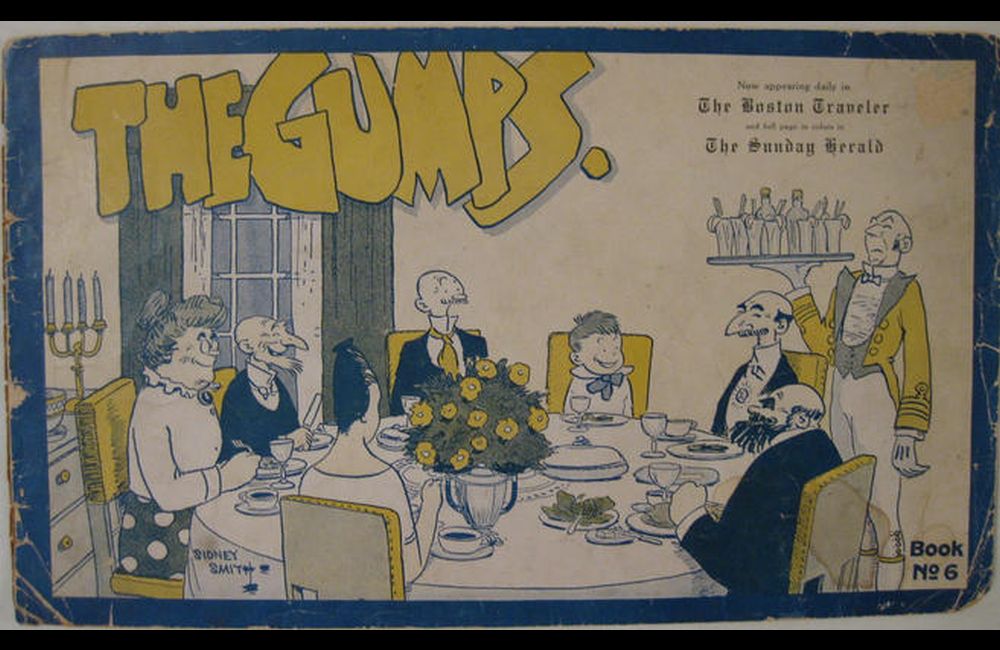 THE GUMPS.
Now appearing daily in
The Boston Traveler
and full page in colors in
The Sunday Herald
SIDNEY
SMITH
Book
No 6